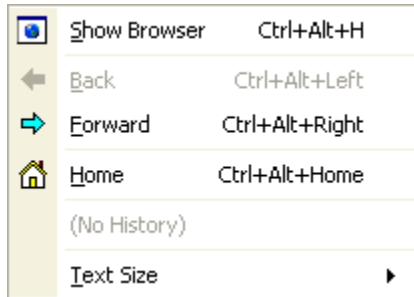 Show Browser Ctrl+Alt+H
Back Ctrl+Alt+Left
Forward Ctrl+Alt+Right
Home Ctrl+Alt+Home
(No History)
Text Size